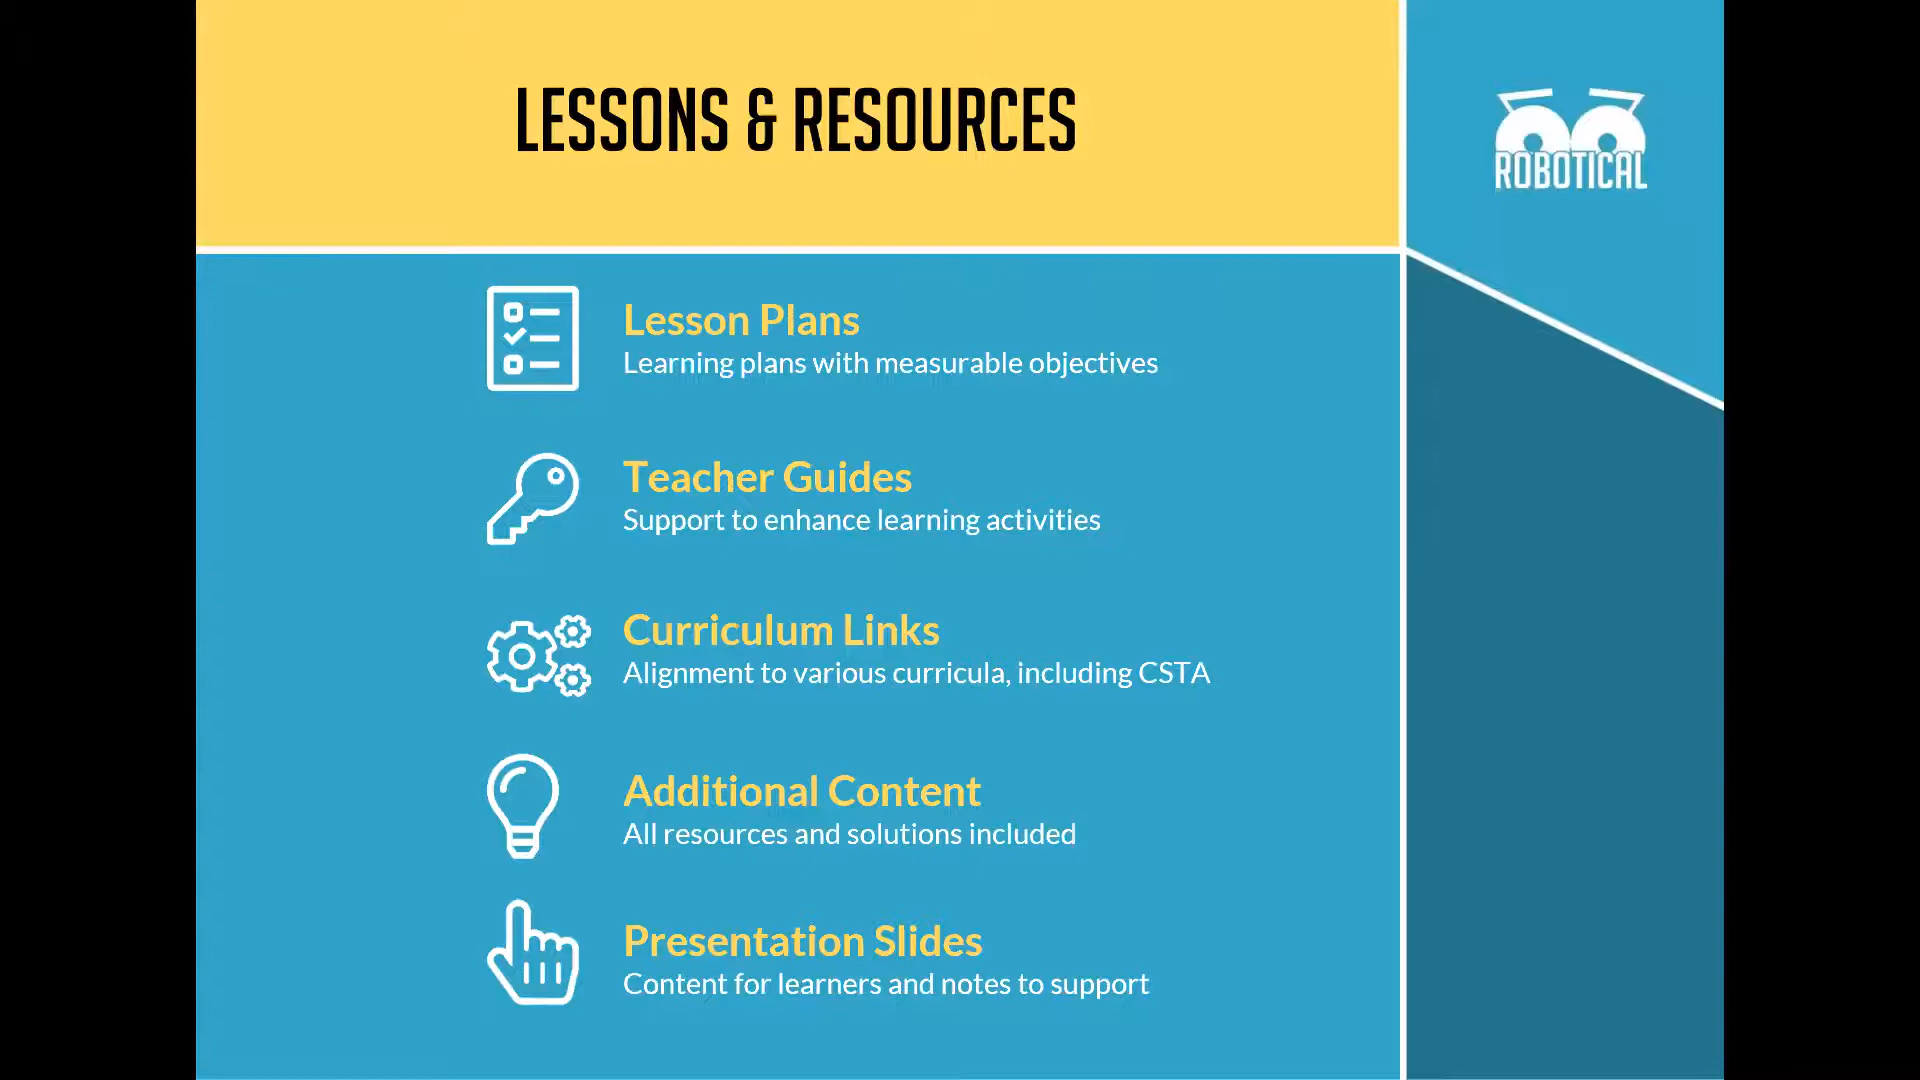 LESSONS & RESOURCES
ROBOTICAL
Lesson Plans
Learning plans with measurable objectives
Teacher Guides
Support to enhance learning activities
Curriculum Links
Alignment to various curricula, including CSTA
Additional Content
All resources and solutions included
Presentation Slides
Content for learners and notes to support